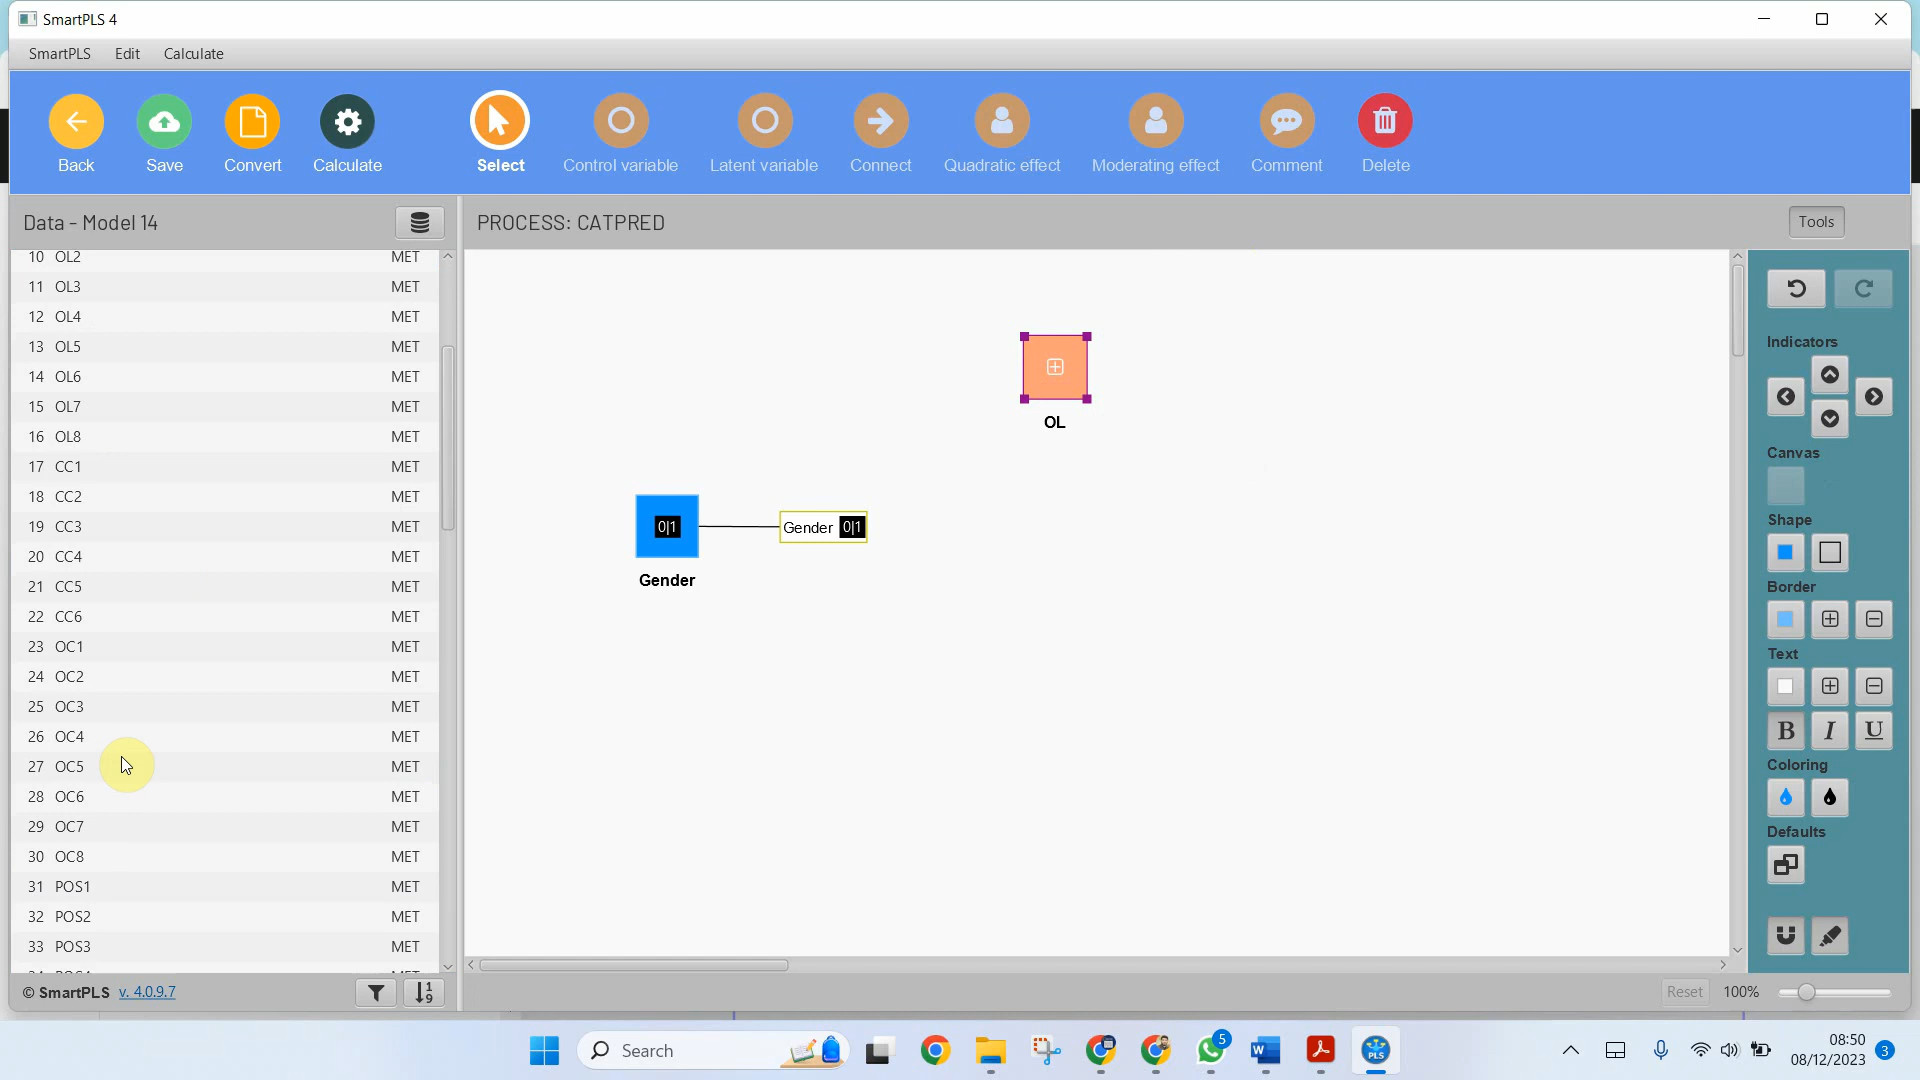 SmartPLS 4
SmartPLS Edit Calculate
Back Save Convert Calculate Select Control variable Latent variable Connect Quadratic effect Moderating effect Comment Delete
Data - Model 14
PROCESS: CATPRED
Tools
10 OL2 MET
11 OL3 MET
12 OL4 MET
13 OL5 MET
14 OL6 MET
15 OL7 MET
16 OL8 MET
17 CC1 MET
18 CC2 MET
19 CC3 MET
20 CC4 MET
21 CC5 MET
22 CC6 MET
23 OC1 MET
24 OC2 MET
25 OC3 MET
26 OC4 MET
27 OC5 MET
28 OC6 MET
29 OC7 MET
30 OC8 MET
31 POS1 MET
32 POS2 MET
33 POS3 MET
OL
0|1
Gender 0|1
Gender
Indicators
Canvas
Shape
Border
Text
B I U
Coloring
Defaults
© SmartPLS v. 4.0.9.7
1
9
Reset 100%
Search
5
W
PLS
08:50
08/12/2023
3